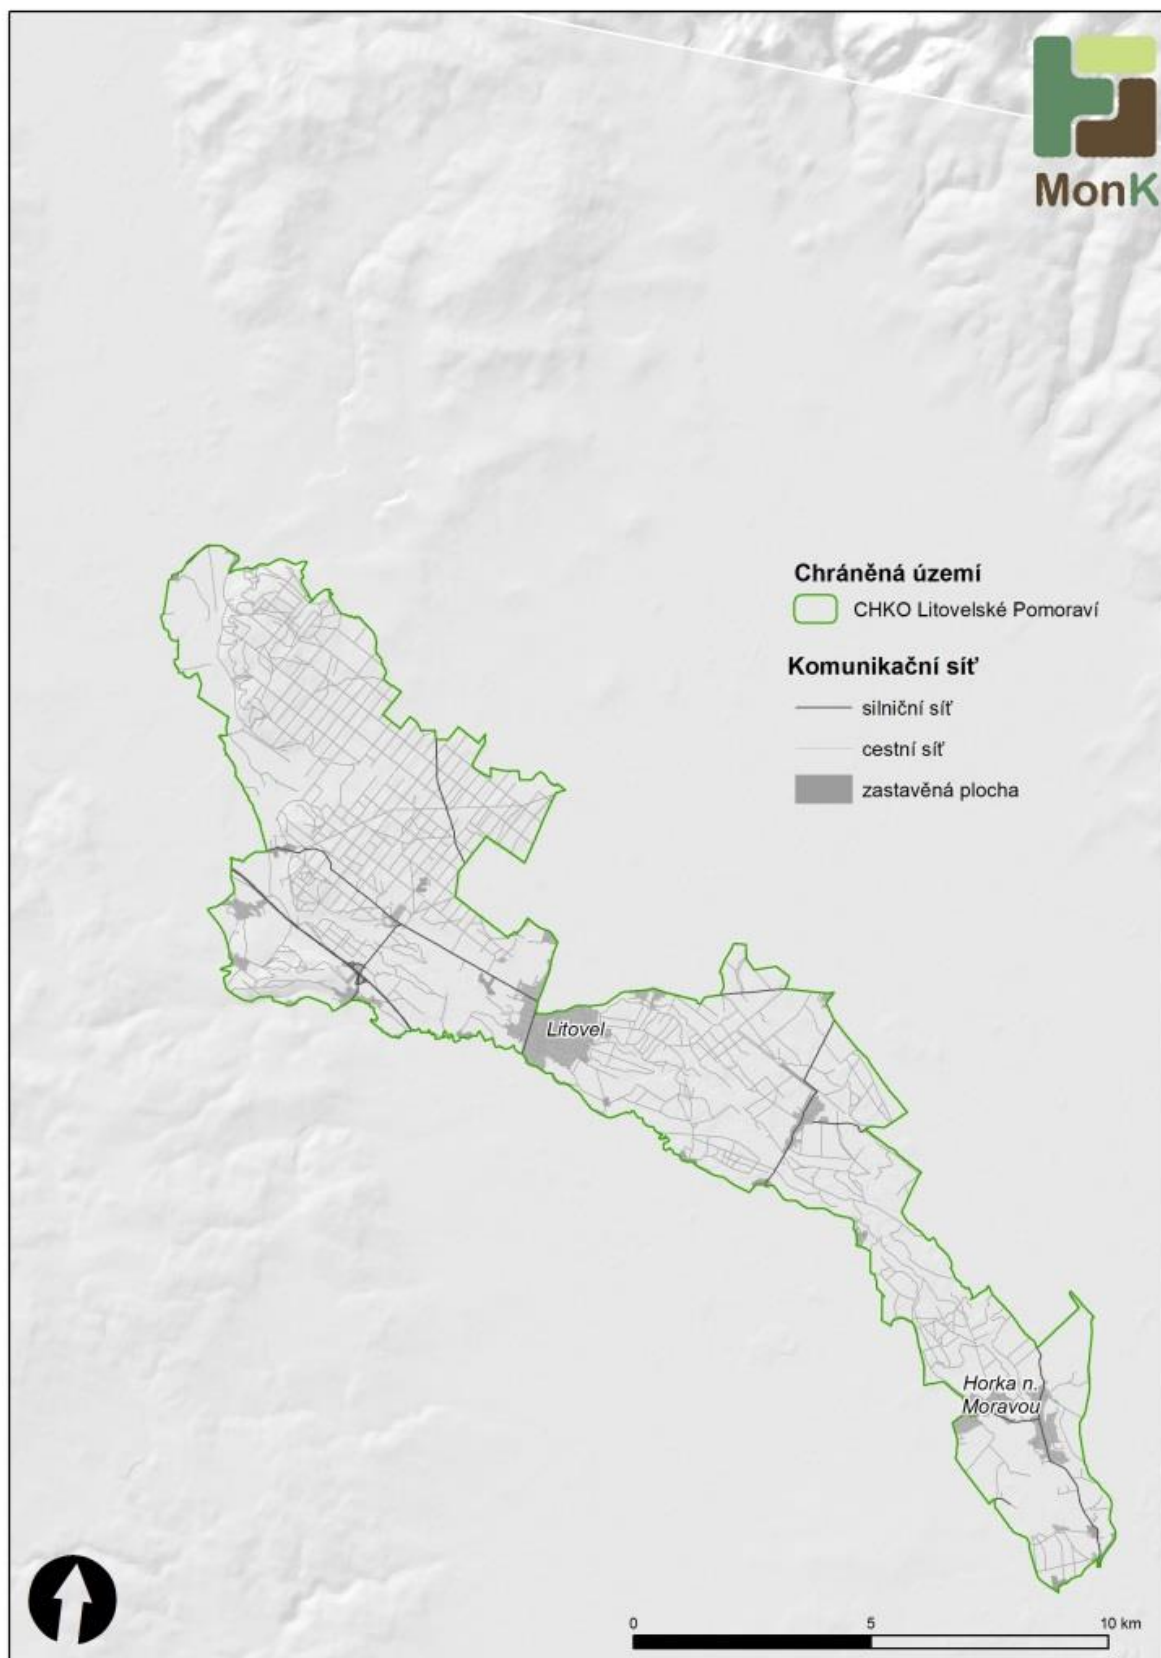 MonK
Chráněná území
CHKO Litovelské Pomoraví
Komunikační síť
silniční síť
cestní síť
zastavěná plocha
Litovel
Horka n.
Moravou
0 5 10 km